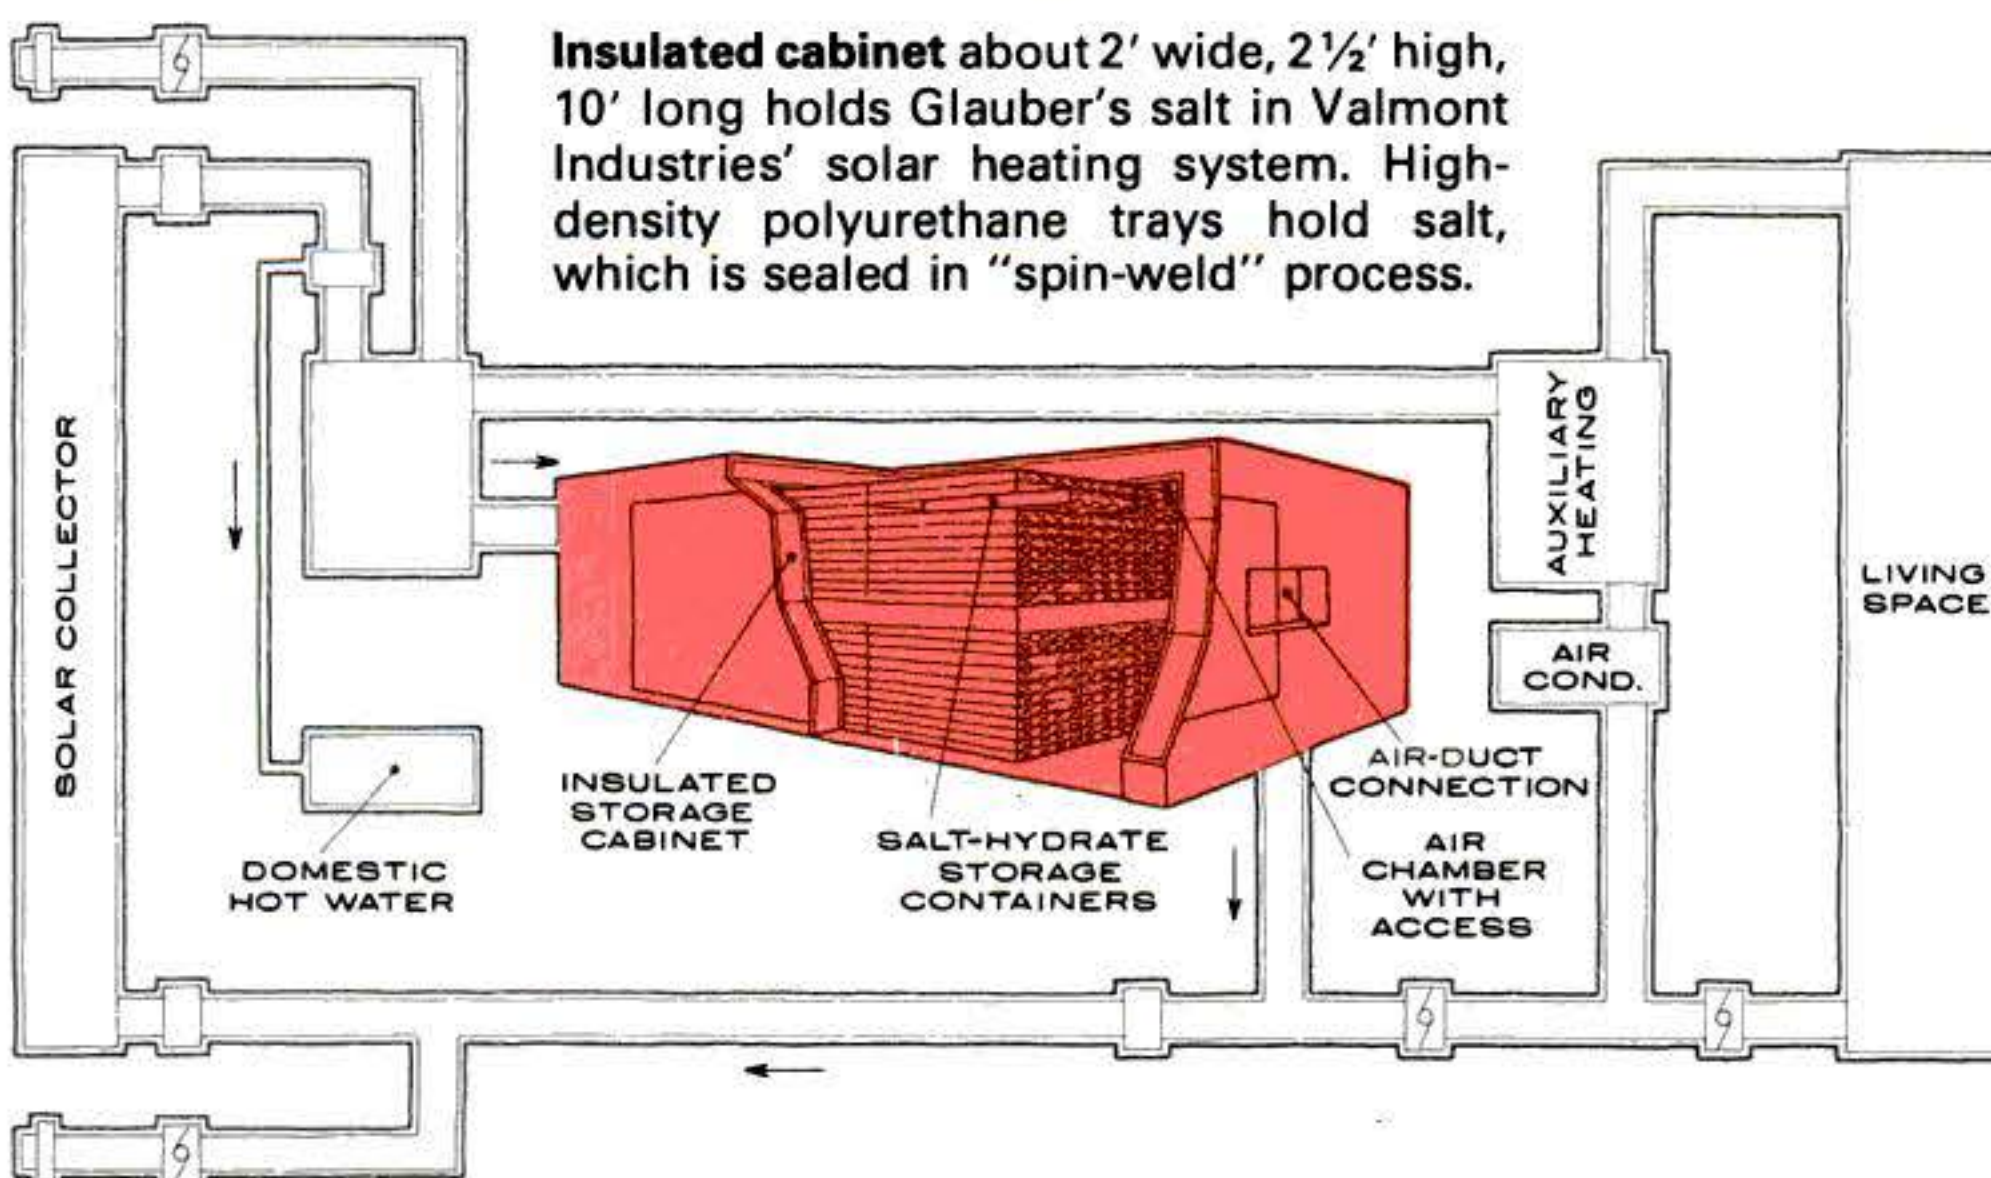 Insulated cabinet about 2′ wide, 2½′ high,
10′ long holds Glauber's salt in Valmont
Industries' solar heating system. High-
density polyurethane trays hold salt,
which is sealed in “spin-weld” process.
SOLAR COLLECTOR
AUXILIARY
HEATING
LIVING
SPACE
AIR
COND.
INSULATED
STORAGE
CABINET
AIR-DUCT
CONNECTION
SALT-HYDRATE
STORAGE
CONTAINERS
AIR
CHAMBER
WITH
ACCESS
DOMESTIC
HOT WATER